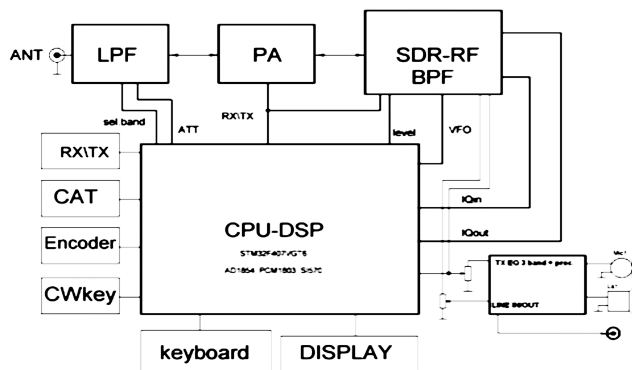 ANT
LPF
PA
SDR-RF
BPF
sel band
ATT
RX\TX
level
VFO
RX\TX
CAT
Encoder
CWkey
CPU-DSP
STM32F407VGT6
AD1854 PCM1803 SI570
IQin
IQout
TX EQ 3 band + proc
LINE IN\OUT
keyboard
DISPLAY